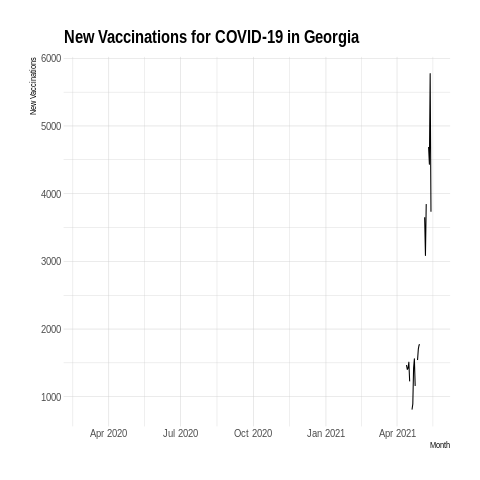 New Vaccinations for COVID-19 in Georgia
New Vaccinations
6000
5000
4000
3000
2000
1000
Apr 2020 Jul 2020 Oct 2020 Jan 2021 Apr 2021
Month